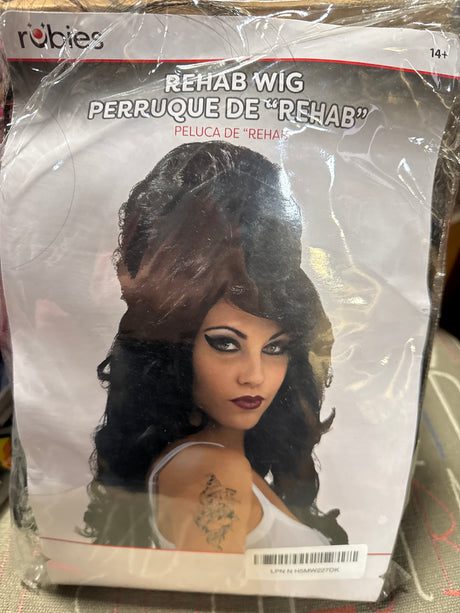 rubies
14+
REHAB WIG
PERRUQUE DE "REHAB"
PELUCA DE "REHAB
LPN N H5MW227DK